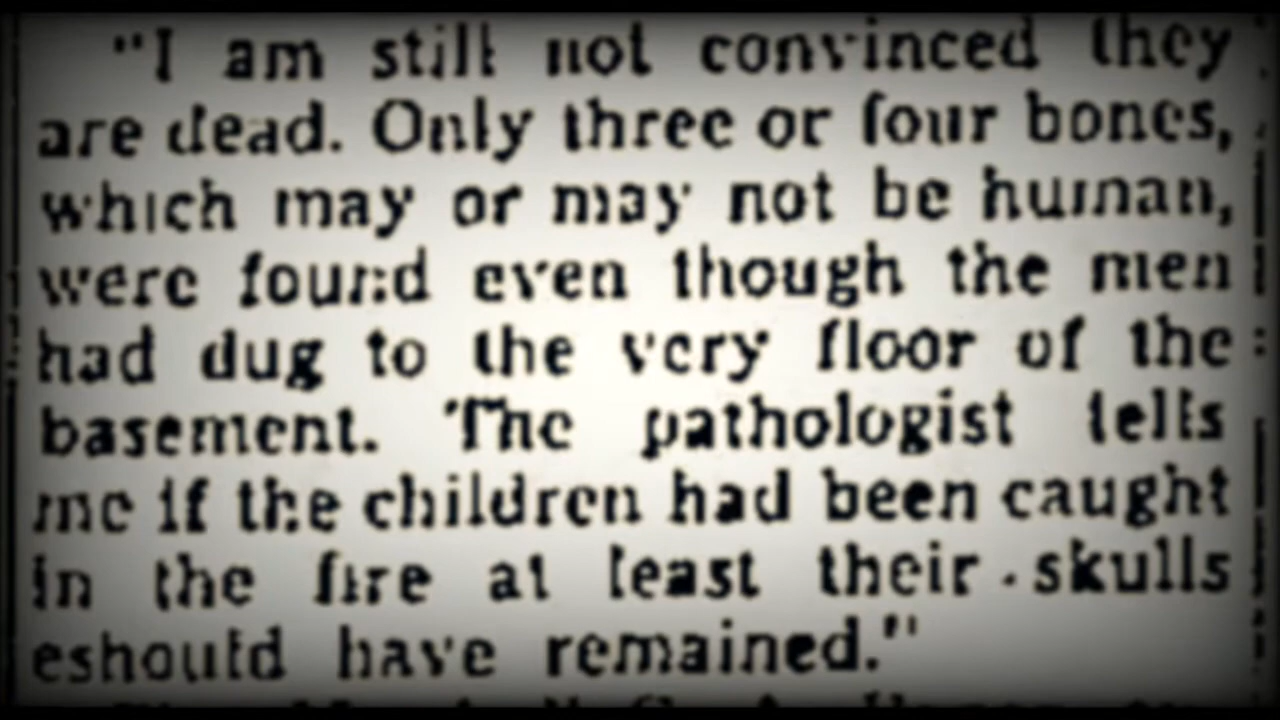 "I am still not convinced they
are dead. Only three or four bones,
which may or may not be human,
were found even though the men
had dug to the very floor of the
basement. The pathologist tells
me if the children had been caught
in the fire at least their skulls
eshould have remained."